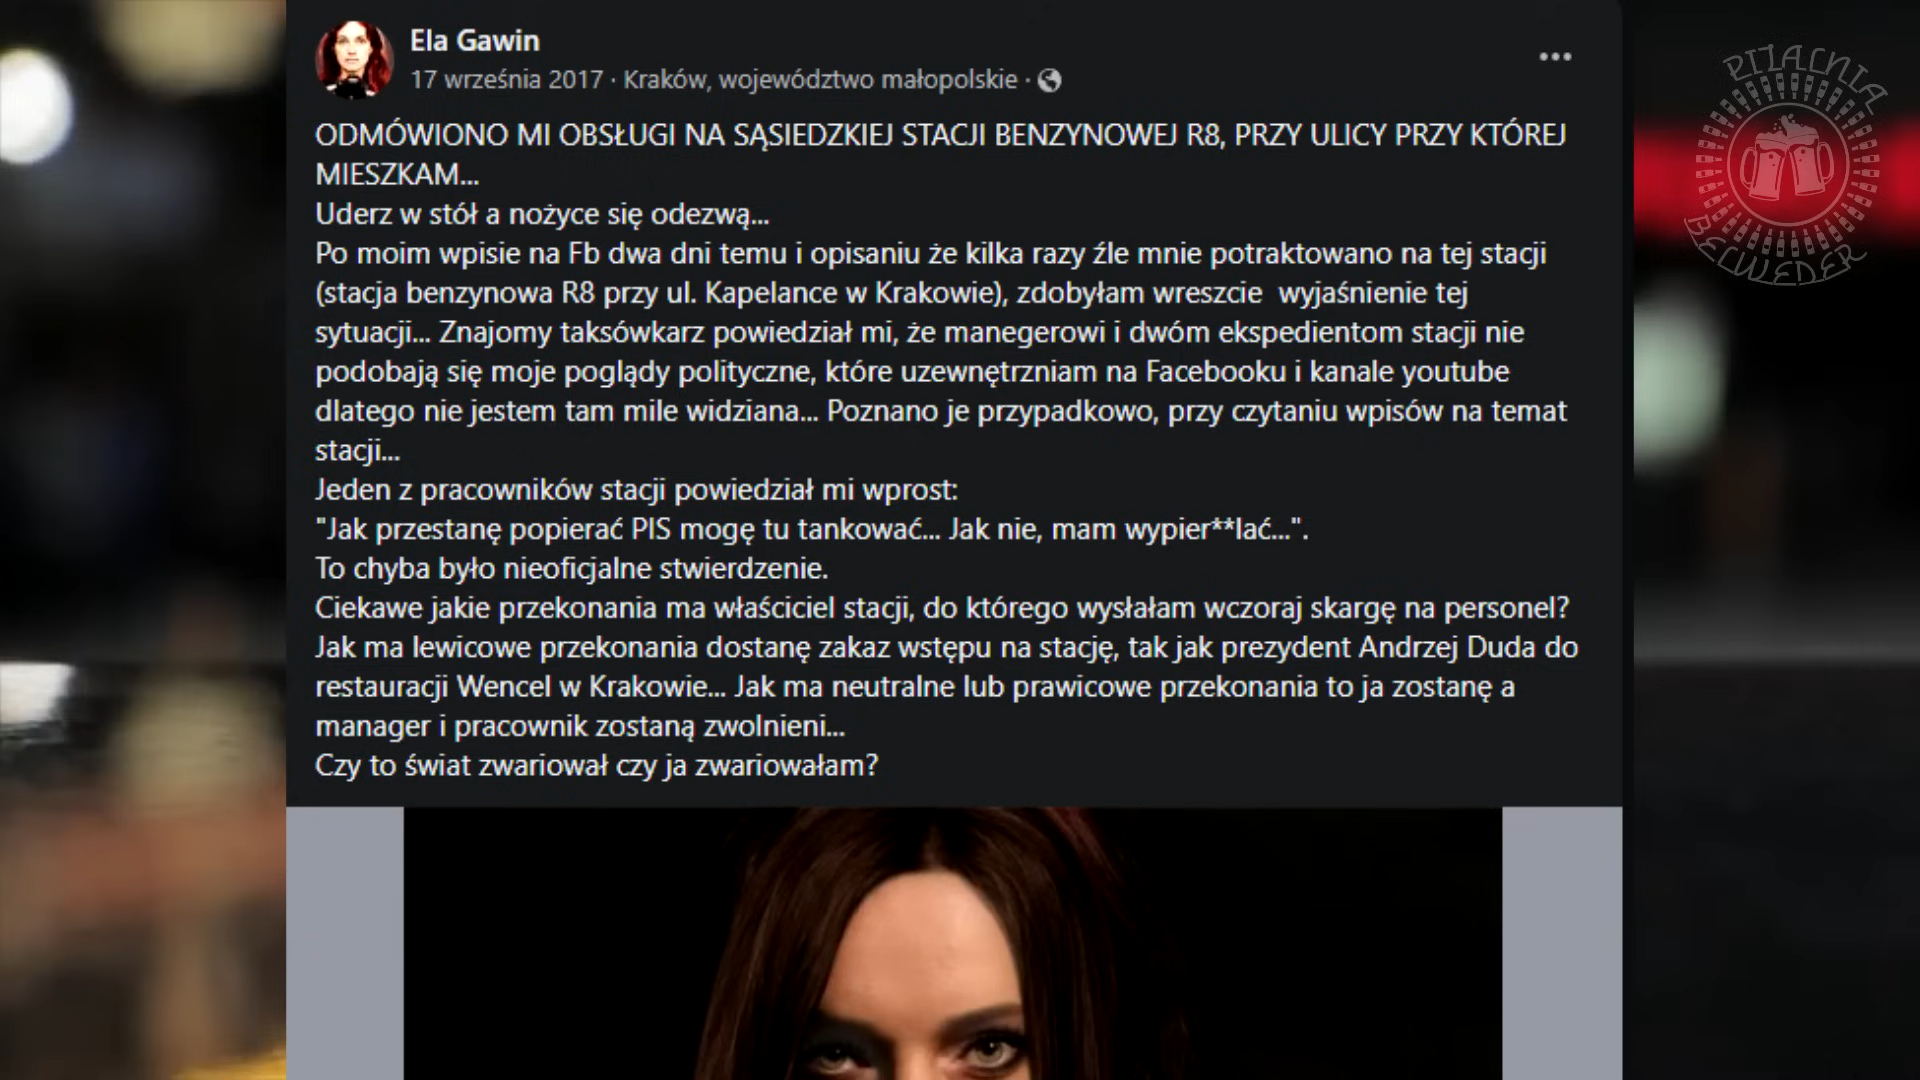 Ela Gawin
17 września 2017 · Kraków, województwo małopolskie ·
ODMÓWIONO MI OBSŁUGI NA SĄSIEDZKIEJ STACJI BENZYNOWEJ R8, PRZY ULICY PRZY KTÓREJ
MIESZKAM...
Uderz w stół a nożyce się odezwą...
Po moim wpisie na Fb dwa dni temu i opisaniu że kilka razy źle mnie potraktowano na tej stacji
(stacja benzynowa R8 przy ul. Kapelance w Krakowie), zdobyłam wreszcie  wyjaśnienie tej
sytuacji... Znajomy taksówkarz powiedział mi, że manegerowi i dwóm ekspedientom stacji nie
podobają się moje poglądy polityczne, które uzewnętrzniam na Facebooku i kanale youtube
dlatego nie jestem tam mile widziana... Poznano je przypadkowo, przy czytaniu wpisów na temat
stacji...
Jeden z pracowników stacji powiedział mi wprost:
"Jak przestanę popierać PIS mogę tu tankować... Jak nie, mam wypier**lać...".
To chyba było nieoficjalne stwierdzenie.
Ciekawe jakie przekonania ma właściciel stacji, do którego wysłałam wczoraj skargę na personel?
Jak ma lewicowe przekonania dostanę zakaz wstępu na stację, tak jak prezydent Andrzej Duda do
restauracji Wencel w Krakowie... Jak ma neutralne lub prawicowe przekonania to ja zostanę a
manager i pracownik zostaną zwolnieni...
Czy to świat zwariował czy ja zwariowałam?
PIJALNIA
BELWEDER